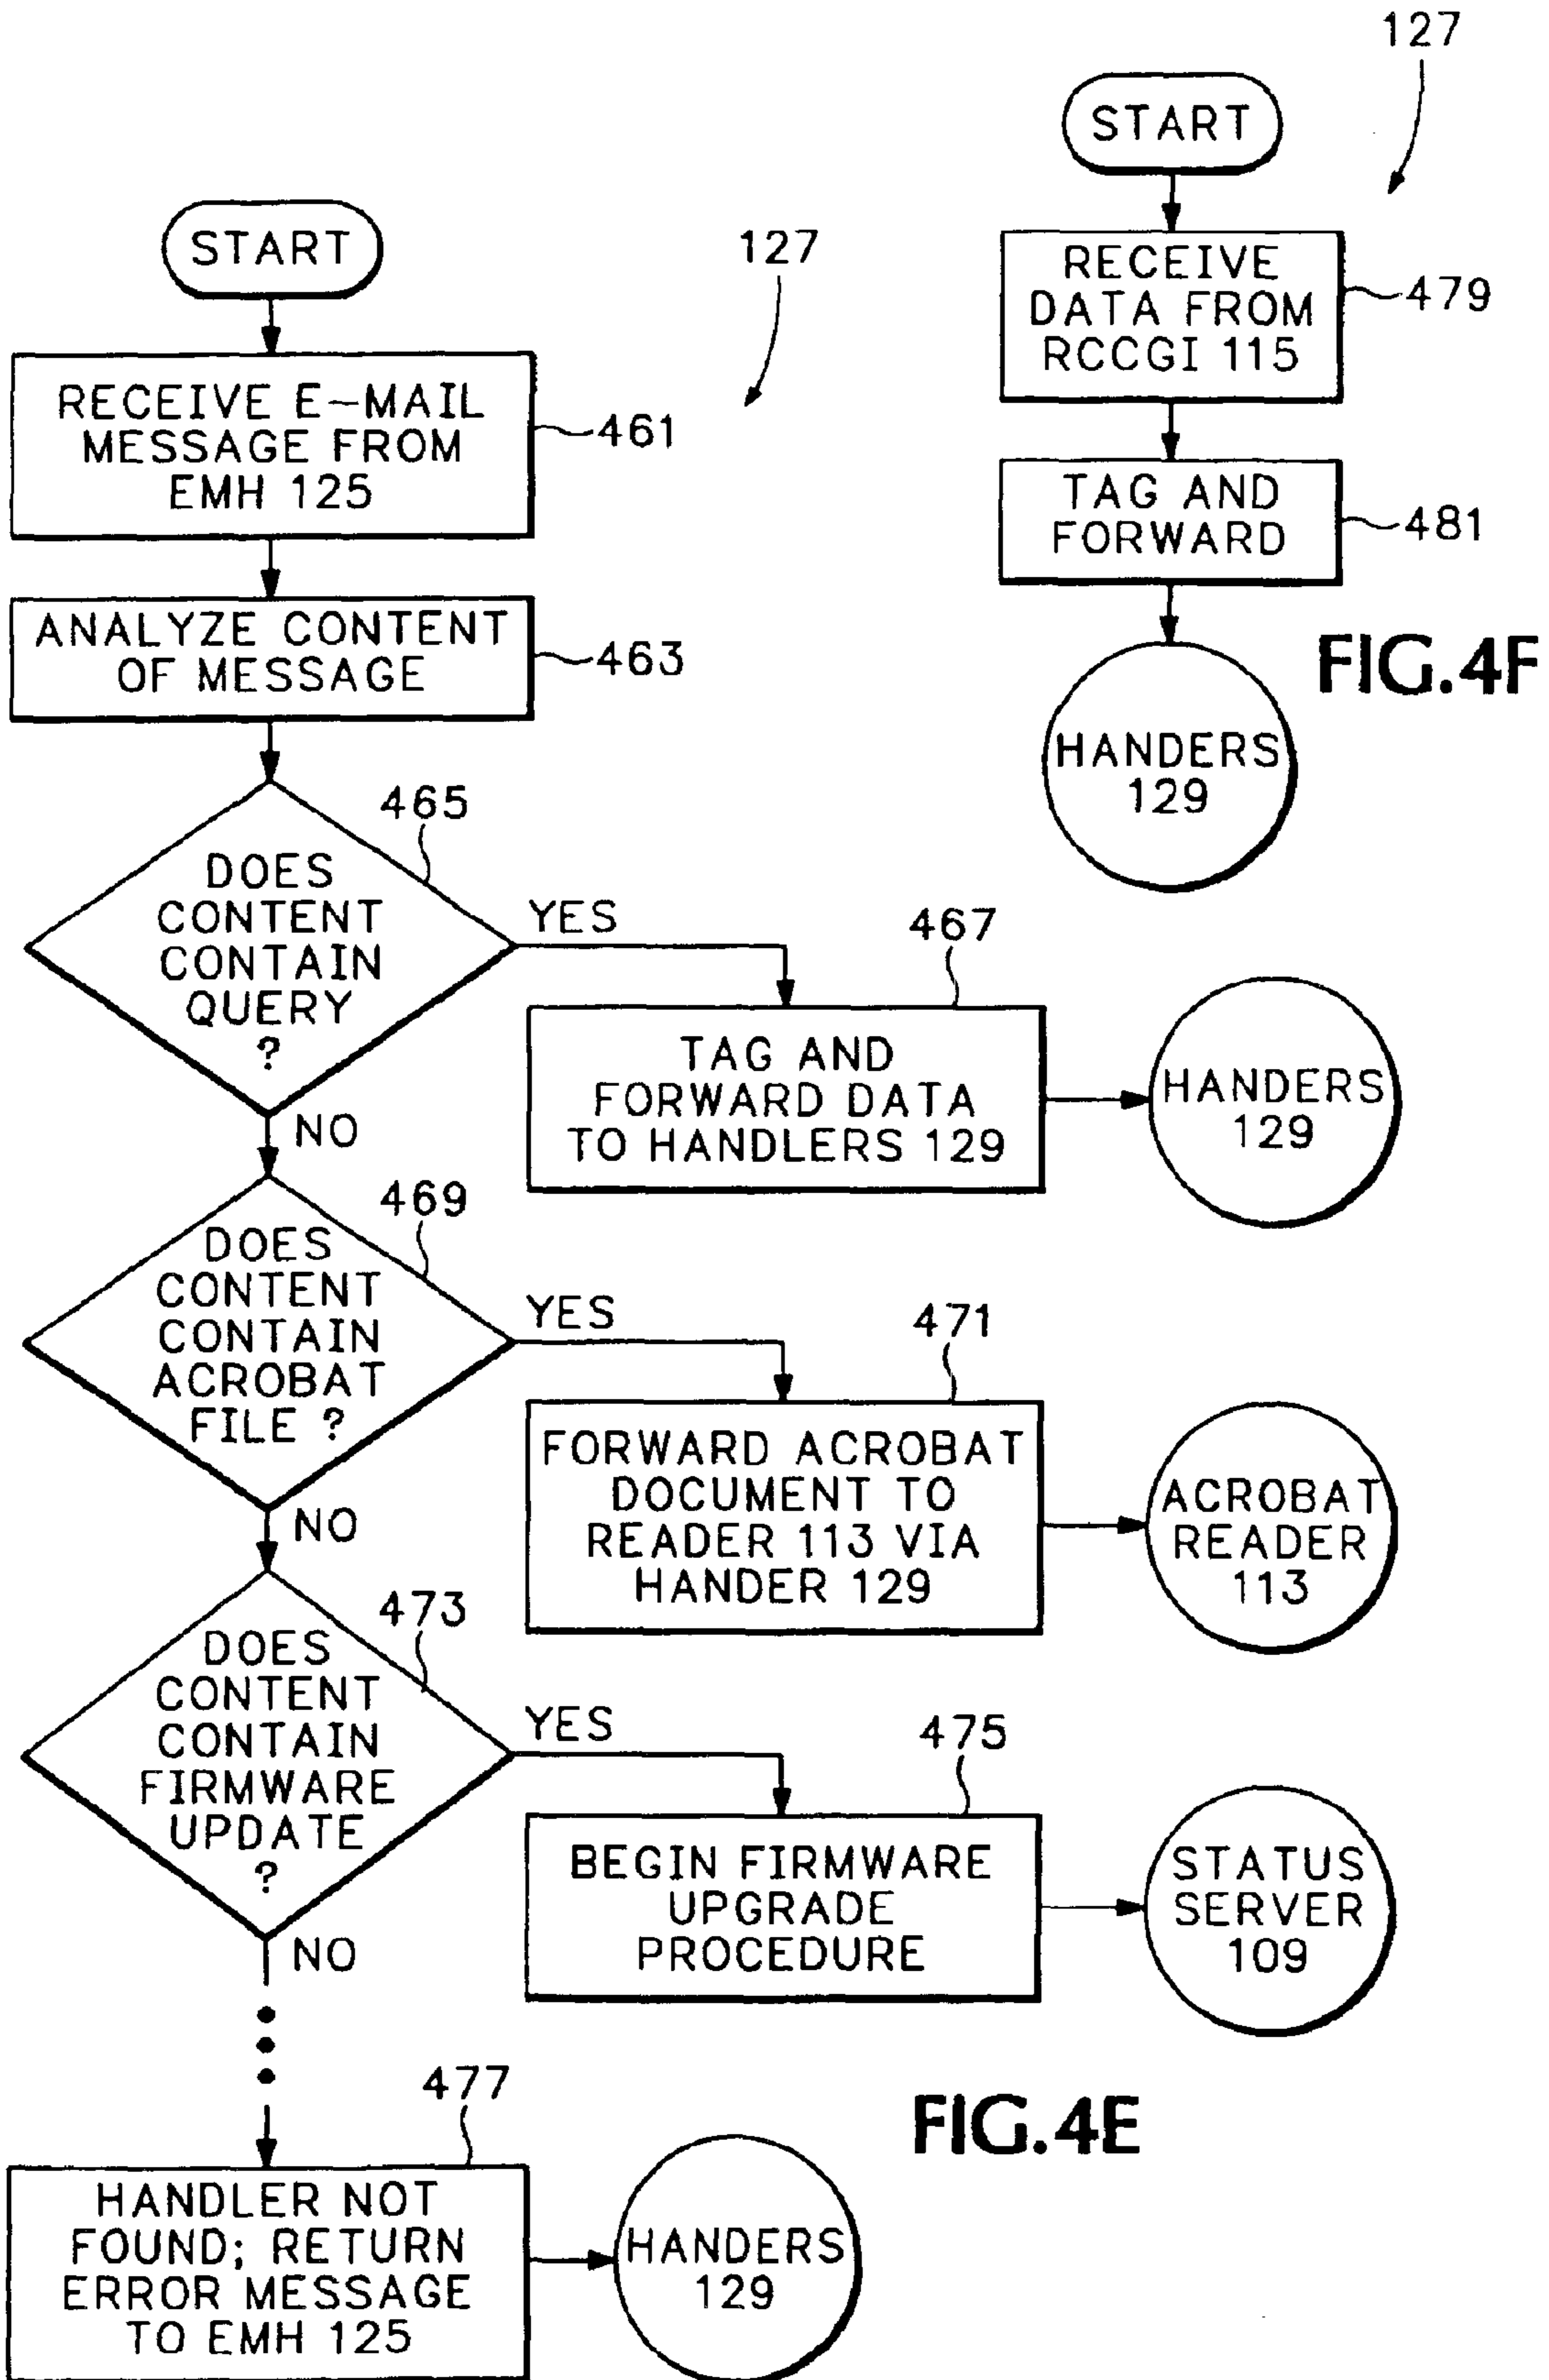 127
START
RECEIVE
DATA FROM
RCCGI 115
479
TAG AND
FORWARD
481
HANDERS
129
FIG.4F
START
127
RECEIVE E-MAIL
MESSAGE FROM
EMH 125
461
ANALYZE CONTENT
OF MESSAGE
463
465
DOES
CONTENT
CONTAIN
QUERY
?
YES
NO
467
TAG AND
FORWARD DATA
TO HANDLERS 129
HANDERS
129
469
DOES
CONTENT
CONTAIN
ACROBAT
FILE ?
YES
NO
471
FORWARD ACROBAT
DOCUMENT TO
READER 113 VIA
HANDER 129
ACROBAT
READER
113
473
DOES
CONTENT
CONTAIN
FIRMWARE
UPDATE
?
YES
NO
475
BEGIN FIRMWARE
UPGRADE
PROCEDURE
STATUS
SERVER
109
477
HANDLER NOT
FOUND; RETURN
ERROR MESSAGE
TO EMH 125
HANDERS
129
FIG.4E